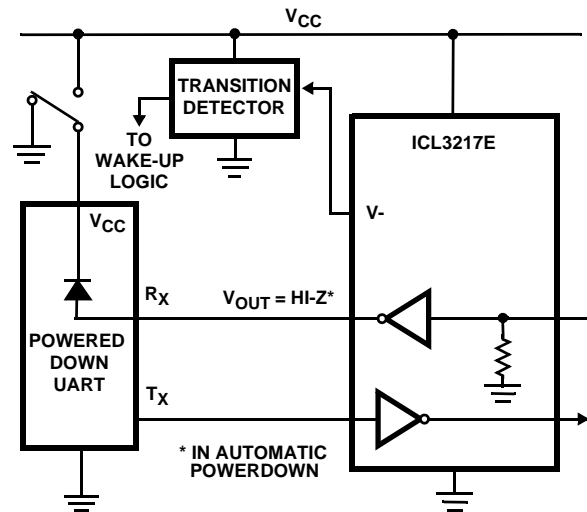 VCC
TRANSITION
DETECTOR
TO
WAKE-UP
LOGIC
ICL3217E
V-
VCC
RX
VOUT = HI-Z*
POWERED
DOWN
UART
TX
* IN AUTOMATIC
POWERDOWN